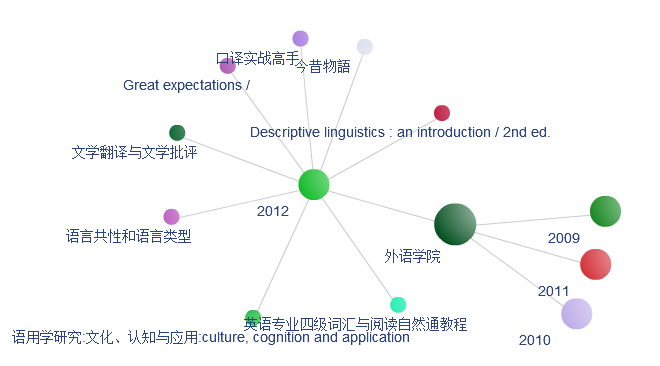 口译实战高手
今昔物語
Great expectations /
Descriptive linguistics : an introduction / 2nd ed.
文学翻译与文学批评
2012
语言共性和语言类型
2009
外语学院
2011
英语专业四级词汇与阅读自然通教程
语用学研究:文化、认知与应用:culture, cognition and application
2010